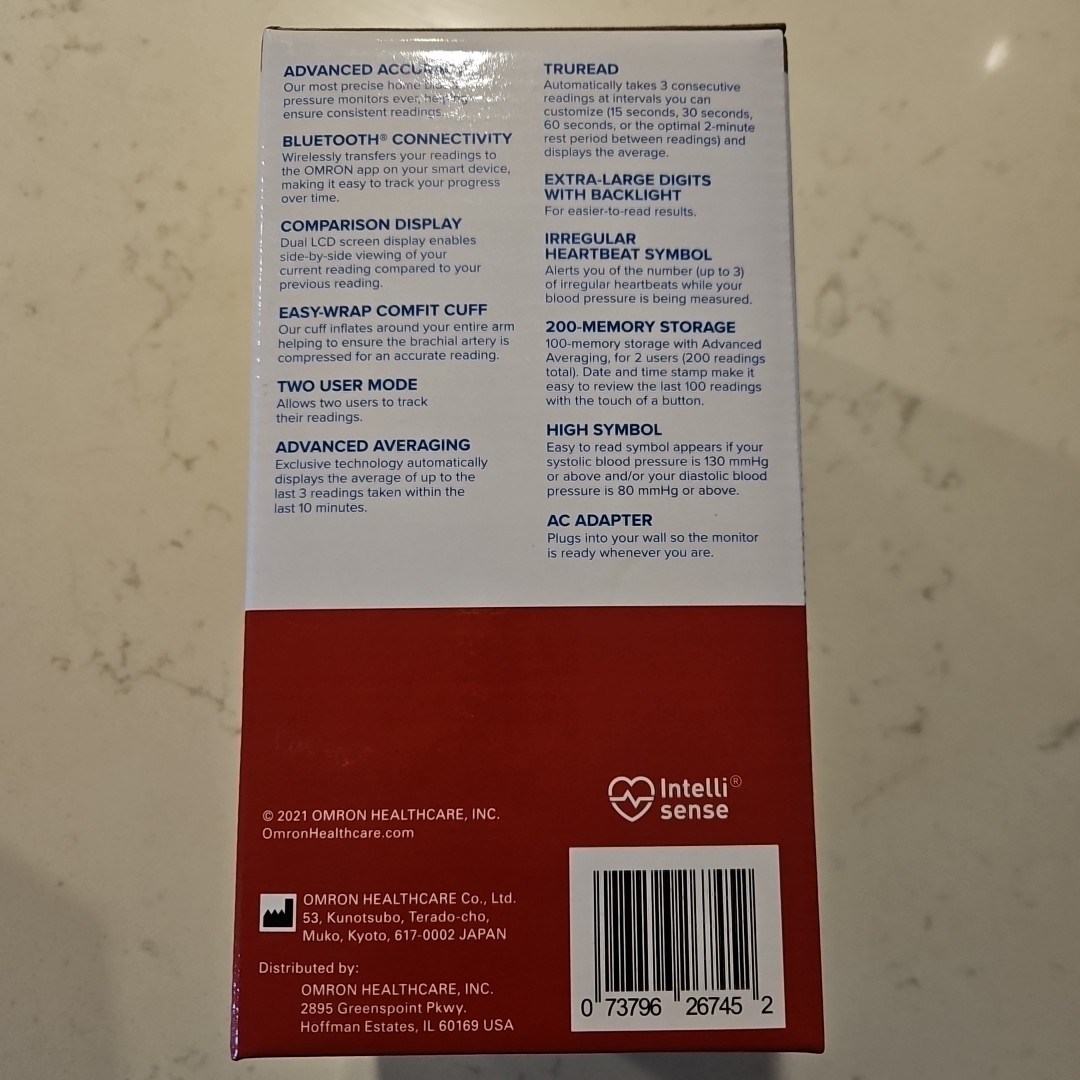 ADVANCED ACCURACY
Our most precise home blood
pressure monitors ever, helping
ensure consistent readings.
BLUETOOTH® CONNECTIVITY
Wirelessly transfers your readings to
the OMRON app on your smart device,
making it easy to track your progress
over time.
COMPARISON DISPLAY
Dual LCD screen display enables
side-by-side viewing of your
current reading compared to your
previous reading.
EASY-WRAP COMFIT CUFF
Our cuff inflates around your entire arm
helping to ensure the brachial artery is
compressed for an accurate reading.
TWO USER MODE
Allows two users to track
their readings.
ADVANCED AVERAGING
Exclusive technology automatically
displays the average of up to the
last 3 readings taken within the
last 10 minutes.
TRUREAD
Automatically takes 3 consecutive
readings at intervals you can
customize (15 seconds, 30 seconds,
60 seconds, or the optimal 2-minute
rest period between readings) and
displays the average.
EXTRA-LARGE DIGITS
WITH BACKLIGHT
For easier-to-read results.
IRREGULAR
HEARTBEAT SYMBOL
Alerts you of the number (up to 3)
of irregular heartbeats while your
blood pressure is being measured.
200-MEMORY STORAGE
100-memory storage with Advanced
Averaging, for 2 users (200 readings
total). Date and time stamp make it
easy to review the last 100 readings
with the touch of a button.
HIGH SYMBOL
Easy to read symbol appears if your
systolic blood pressure is 130 mmHg
or above and/or your diastolic blood
pressure is 80 mmHg or above.
AC ADAPTER
Plugs into your wall so the monitor
is ready whenever you are.
Intelli®
sense
© 2021 OMRON HEALTHCARE, INC.
OmronHealthcare.com
OMRON HEALTHCARE Co., Ltd.
53, Kunotsubo, Terado-cho,
Muko, Kyoto, 617-0002 JAPAN
Distributed by:
OMRON HEALTHCARE, INC.
2895 Greenspoint Pkwy.
Hoffman Estates, IL 60169 USA
0 73796 26745 2